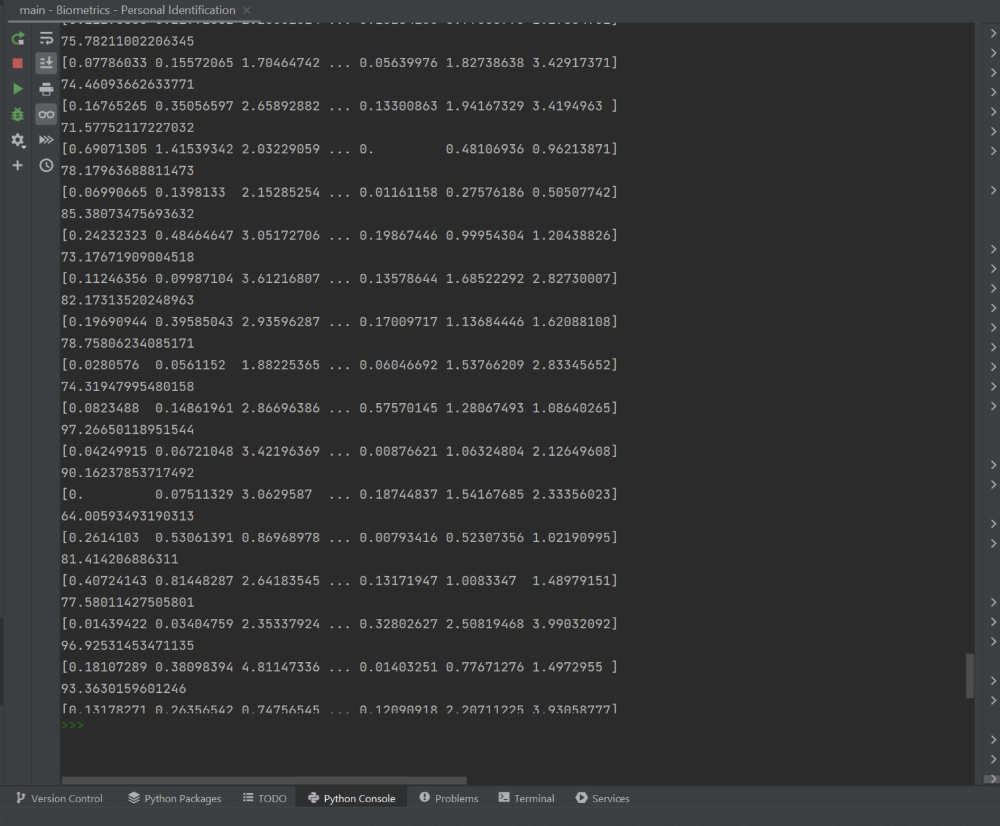 main - Biometrics - Personal Identification
75.78211002206345
[0.07786033 0.15572065 1.70464742 ... 0.05639976 1.82738638 3.42917371]
74.46093662633771
[0.16765265 0.35056597 2.65892882 ... 0.13300863 1.94167329 3.4194963 ]
71.57752117227032
[0.69071305 1.41539342 2.03229059 ... 0.         0.48106936 0.96213871]
78.17963688811473
[0.06990665 0.1398133  2.15285254 ... 0.01161158 0.27576186 0.50507742]
85.38073475693632
[0.24232323 0.48464647 3.05172706 ... 0.19867446 0.99954304 1.20438826]
73.17671909004518
[0.11246356 0.09987104 3.61216807 ... 0.13578644 1.68522292 2.82730007]
82.17313520248963
[0.19690944 0.39585043 2.93596287 ... 0.17009717 1.13684446 1.62088108]
78.75806234085171
[0.0280576  0.0561152  1.88225365 ... 0.06046692 1.53766209 2.83345652]
74.31947995480158
[0.0823488  0.14861961 2.86696386 ... 0.57570145 1.28067493 1.08640265]
97.26650118951544
[0.04249915 0.06721048 3.42196369 ... 0.00876621 1.06324804 2.12649608]
90.16237853717492
[0.         0.07511329 3.0629587  ... 0.18744837 1.54167685 2.33356023]
64.00593493190313
[0.2614103  0.53061391 0.86968978 ... 0.00793416 0.52307356 1.02190995]
81.414206886311
[0.40724143 0.81448287 2.64183545 ... 0.13171947 1.0083347  1.48979151]
77.58011427505801
[0.01439422 0.03404759 2.35337924 ... 0.32802627 2.50819468 3.99032092]
96.92531453471135
[0.18107289 0.38098394 4.81147336 ... 0.01403251 0.77671276 1.4972955 ]
93.3630159601246
[0.13178271 0.26356542 0.74756545 ... 0.12090918 2.20711225 3.93058777]
>>>
Version Control Python Packages TODO Python Console Problems Terminal Services